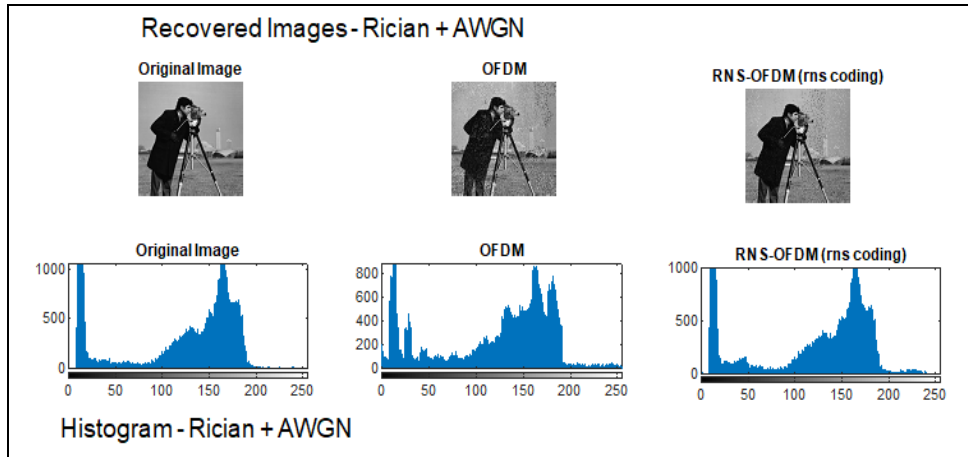 Recovered Images - Rician + AWGN
Original Image
OFDM
RNS-OFDM (rns coding)
Original Image
OFDM
RNS-OFDM (rns coding)
1000
500
0
0 50 100 150 200 250
800
600
400
200
0
0 50 100 150 200 250
1000
500
0
0 50 100 150 200 250
Histogram - Rician + AWGN